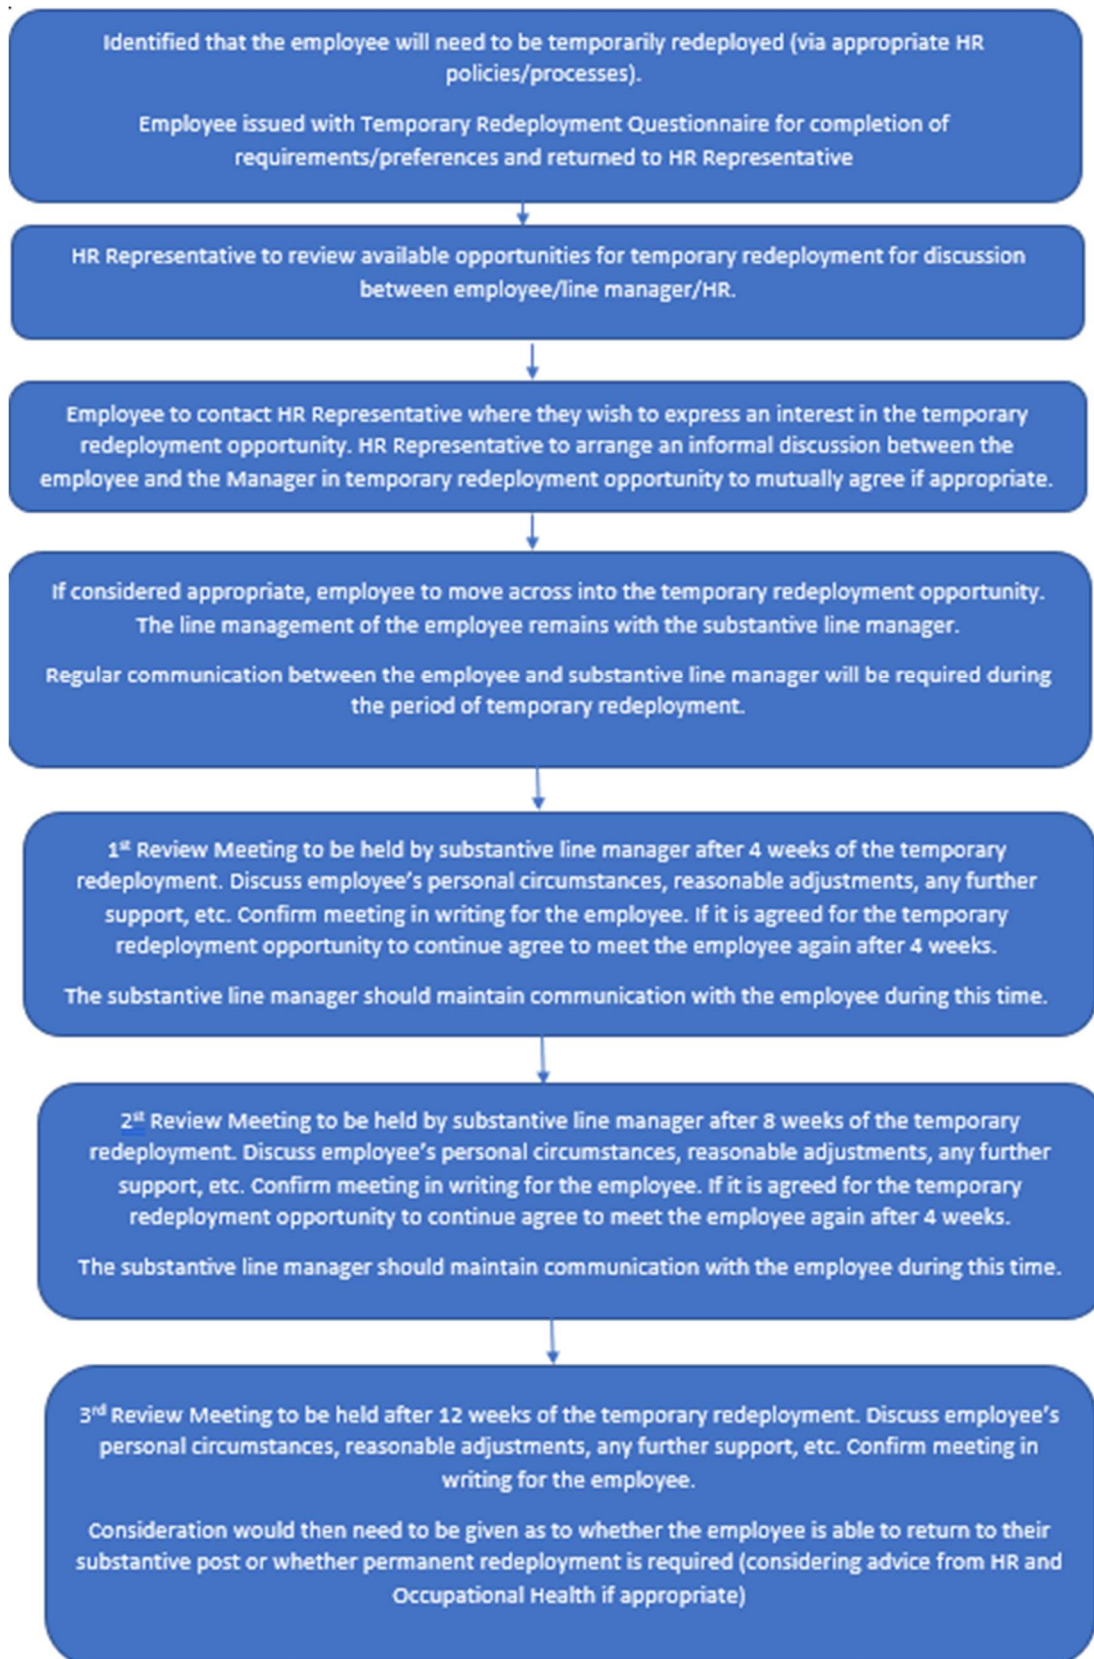 Identified that the employee will need to be temporarily redeployed (via appropriate HR
policies/processes).
Employee issued with Temporary Redeployment Questionnaire for completion of
requirements/preferences and returned to HR Representative
HR Representative to review available opportunities for temporary redeployment for discussion
between employee/line manager/HR.
Employee to contact HR Representative where they wish to express an interest in the temporary
redeployment opportunity. HR Representative to arrange an informal discussion between the
employee and the Manager in temporary redeployment opportunity to mutually agree if appropriate.
If considered appropriate, employee to move across into the temporary redeployment opportunity.
The line management of the employee remains with the substantive line manager.
Regular communication between the employee and substantive line manager will be required during
the period of temporary redeployment.
1st Review Meeting to be held by substantive line manager after 4 weeks of the temporary
redeployment. Discuss employee's personal circumstances, reasonable adjustments, any further
support, etc. Confirm meeting in writing for the employee. If it is agreed for the temporary
redeployment opportunity to continue agree to meet the employee again after 4 weeks.
The substantive line manager should maintain communication with the employee during this time.
2st Review Meeting to be held by substantive line manager after 8 weeks of the temporary
redeployment. Discuss employee's personal circumstances, reasonable adjustments, any further
support, etc. Confirm meeting in writing for the employee. If it is agreed for the temporary
redeployment opportunity to continue agree to meet the employee again after 4 weeks.
The substantive line manager should maintain communication with the employee during this time.
3rd Review Meeting to be held after 12 weeks of the temporary redeployment. Discuss employee's
personal circumstances, reasonable adjustments, any further support, etc. Confirm meeting in
writing for the employee.
Consideration would then need to be given as to whether the employee is able to return to their
substantive post or whether permanent redeployment is required (considering advice from HR and
Occupational Health if appropriate)